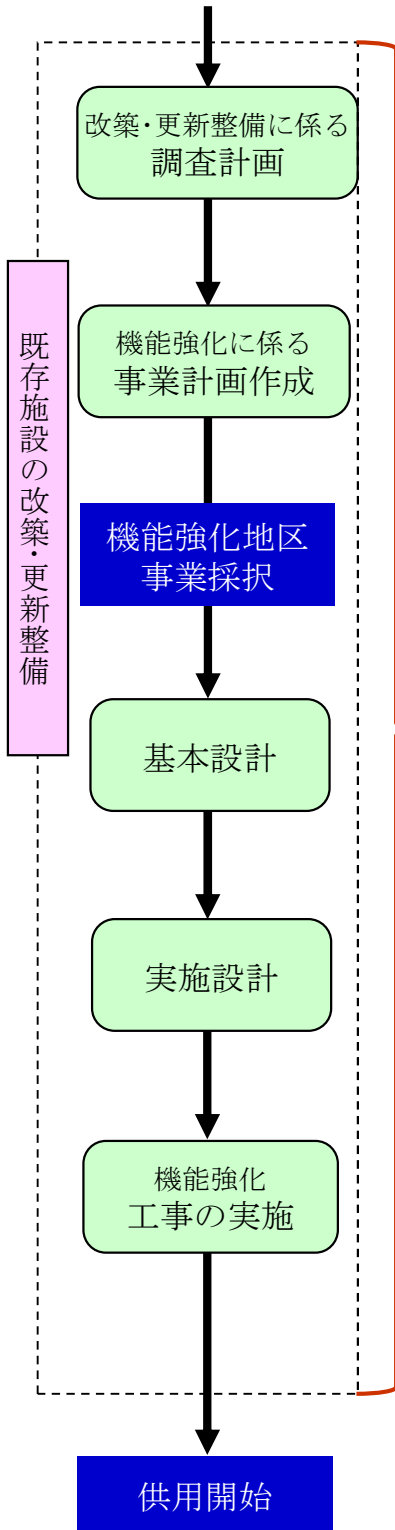 改築・更新整備に係る
調査計画
既存施設の改築・更新整備
機能強化に係る
事業計画作成
機能強化地区
事業採択
基本設計
実施設計
機能強化
工事の実施
供用開始